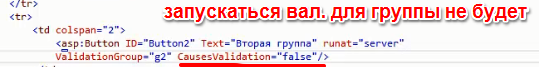 </tr>
запускаться вал. для группы не будет
<tr>
<td colspan="2">
<asp:Button ID="Button2" Text="Вторая группа" runat="server"
ValidationGroup="g2" CausesValidation="false"/>
</td>